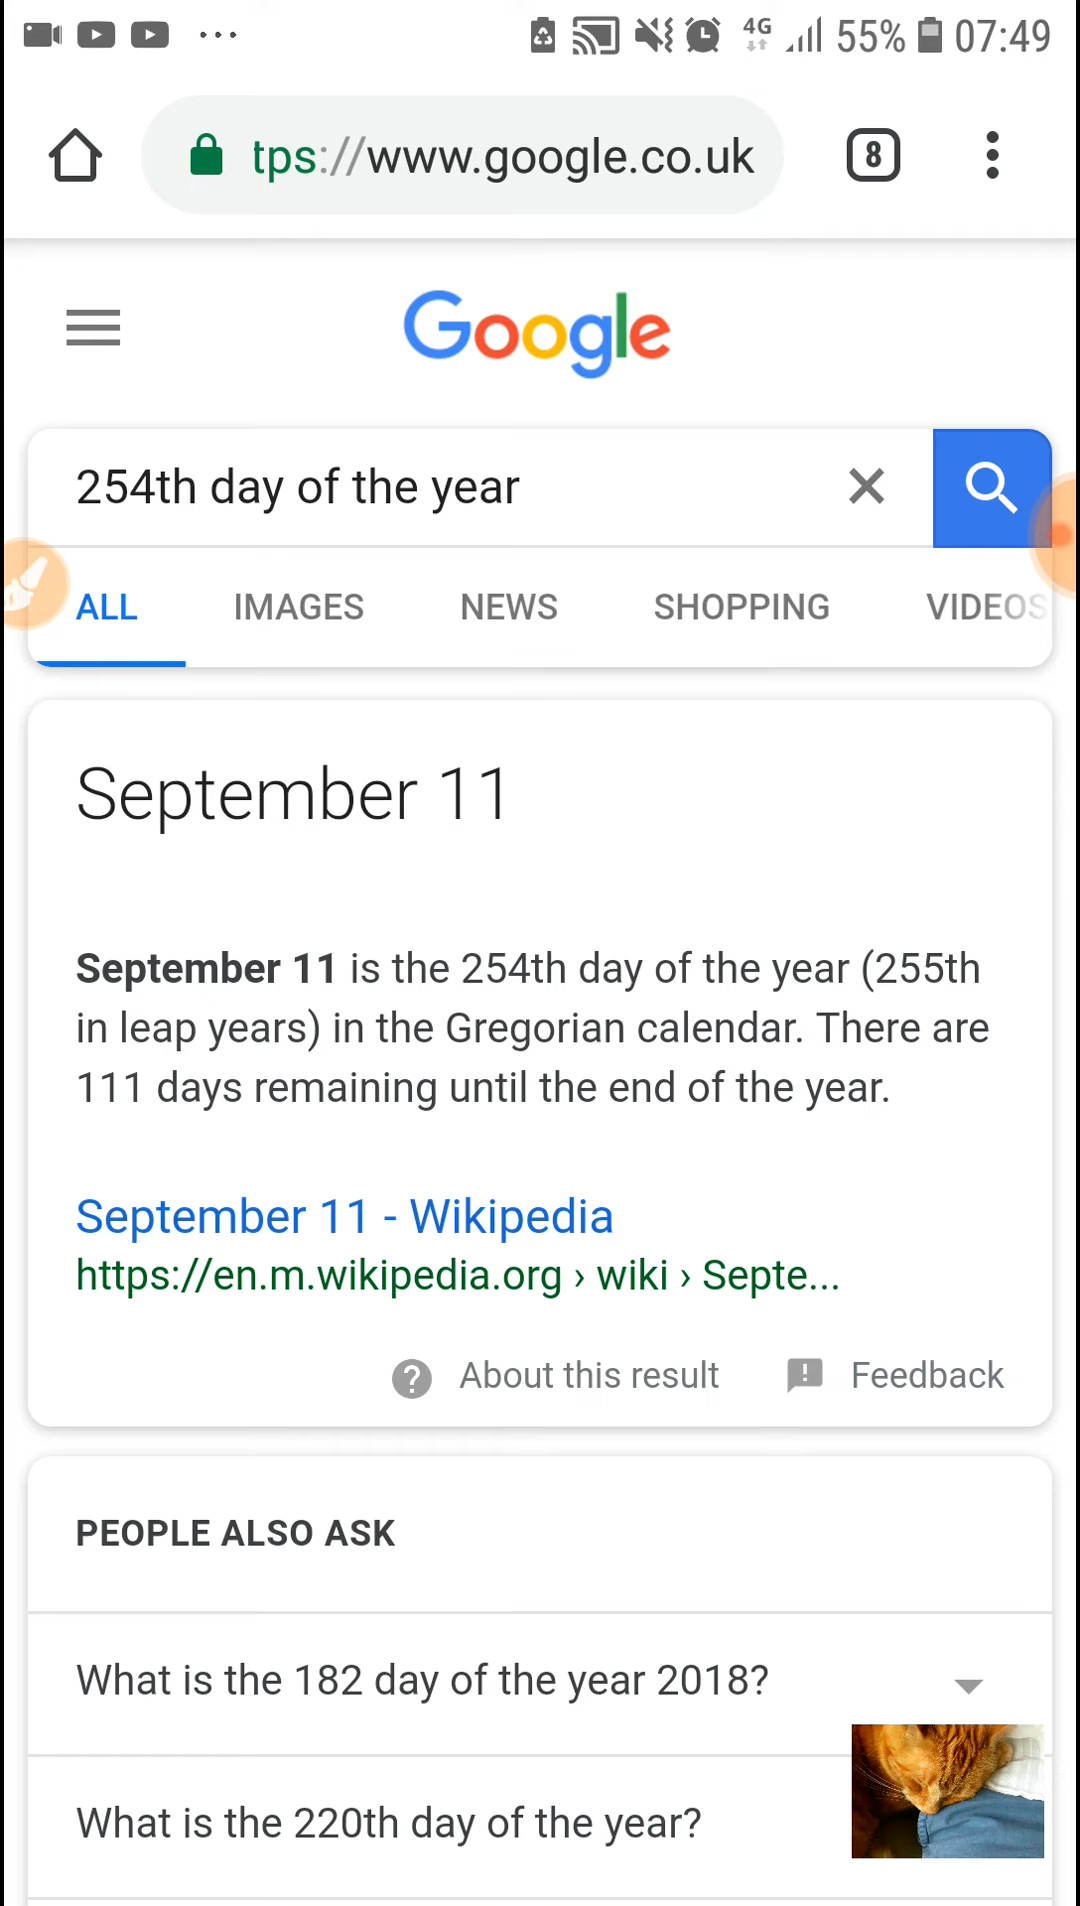 4G 55% 07:49
tps://www.google.co.uk 8
Google
254th day of the year
ALL IMAGES NEWS SHOPPING VIDEOS
September 11
September 11 is the 254th day of the year (255th
in leap years) in the Gregorian calendar. There are
111 days remaining until the end of the year.
September 11 - Wikipedia
https://en.m.wikipedia.org › wiki › Septe...
About this result Feedback
PEOPLE ALSO ASK
What is the 182 day of the year 2018?
What is the 220th day of the year?